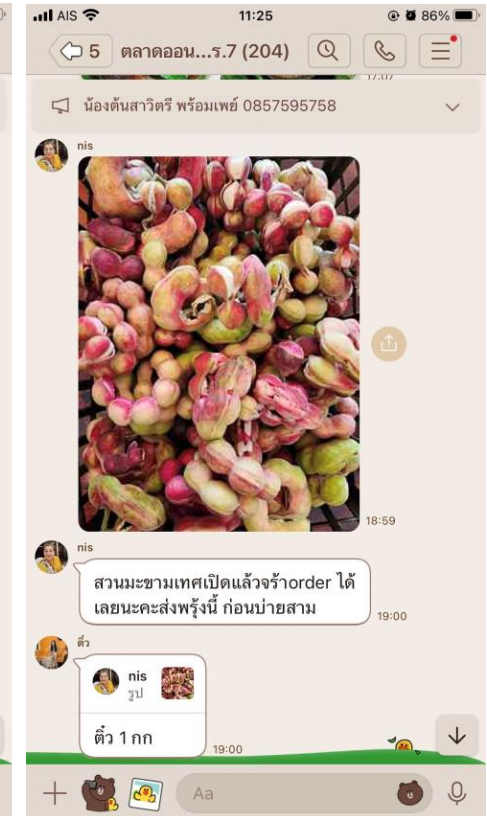 AIS 11:25 86%
5 ตลาดออน...ร.7 (204)
17:07
น้องต้นสาวิตรี พร้อมเพย์ 0857595758
nis
18:59
nis
สวนมะขามเทศเปิดแล้วจร้าorder ได้
เลยนะคะส่งพรุ้งนี้ ก่อนบ่ายสาม
19:00
ติ๋ว
nis
รูป
ติ๋ว 1 กก
19:00
Aa